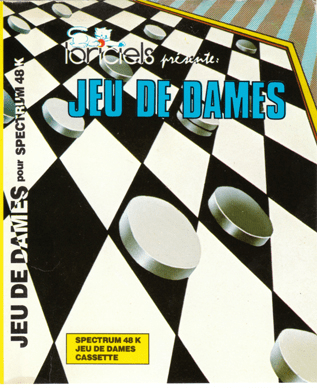 loriciels présente:
JEU DE DAMES
JEU DE DAMES pour SPECTRUM 48 K
SPECTRUM 48 K
JEU DE DAMES
CASSETTE